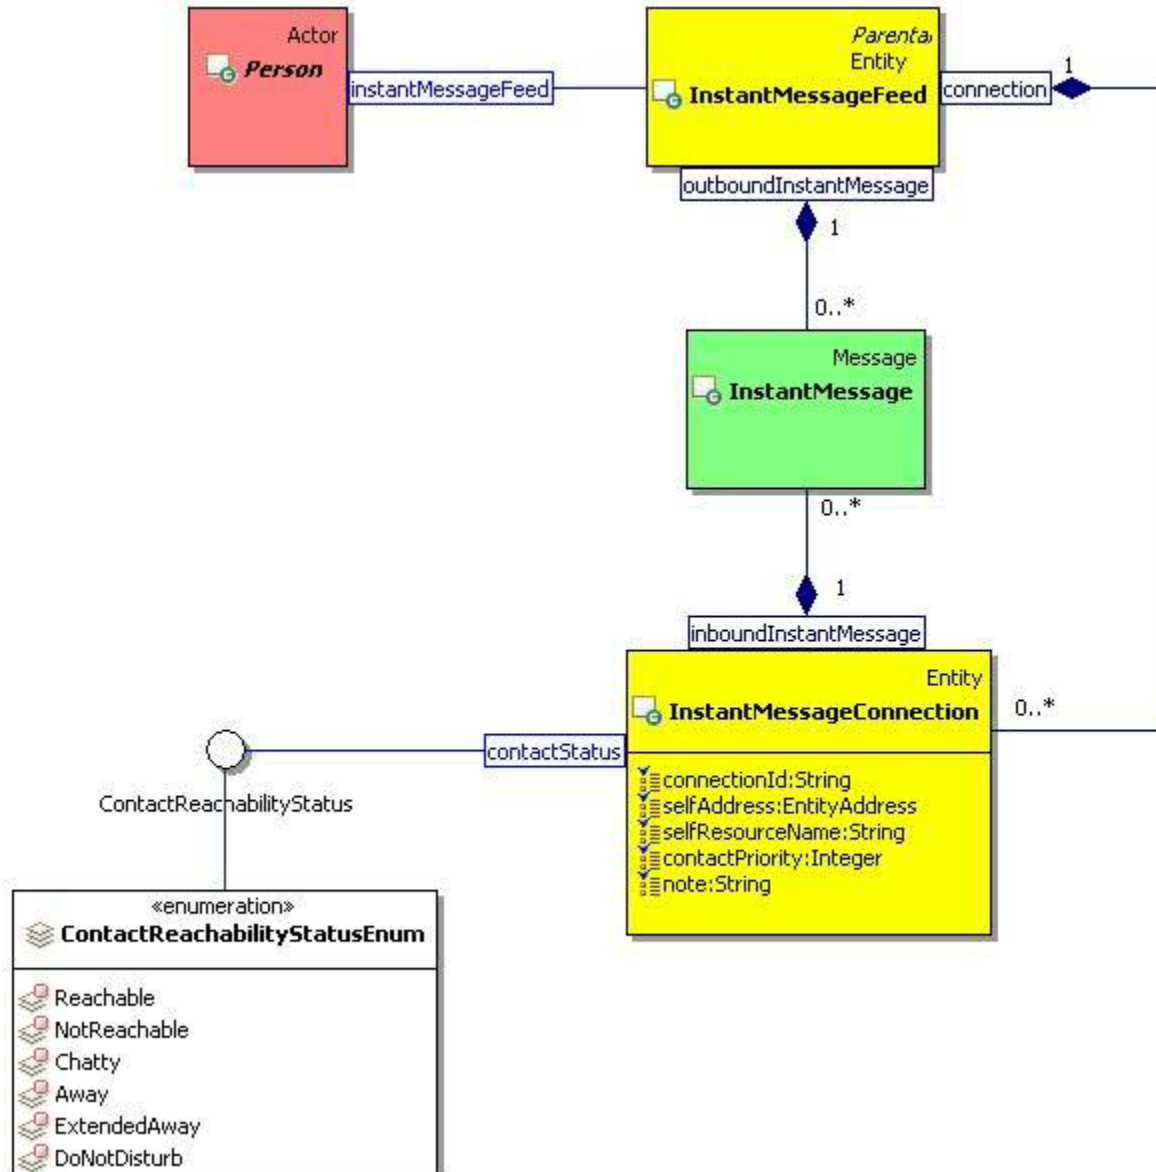 Actor
Person
instantMessageFeed
Entity
InstantMessageFeed
connection
1
outboundInstantMessage
1
0..*
Message
InstantMessage
0..*
1
inboundInstantMessage
Entity
InstantMessageConnection
0..*
contactStatus
ContactReachabilityStatus
connectionId:String
selfAddress:EntityAddress
selfResourceName:String
contactPriority:Integer
note:String
«enumeration»
ContactReachabilityStatusEnum
Reachable
NotReachable
Chatty
Away
ExtendedAway
DoNotDisturb